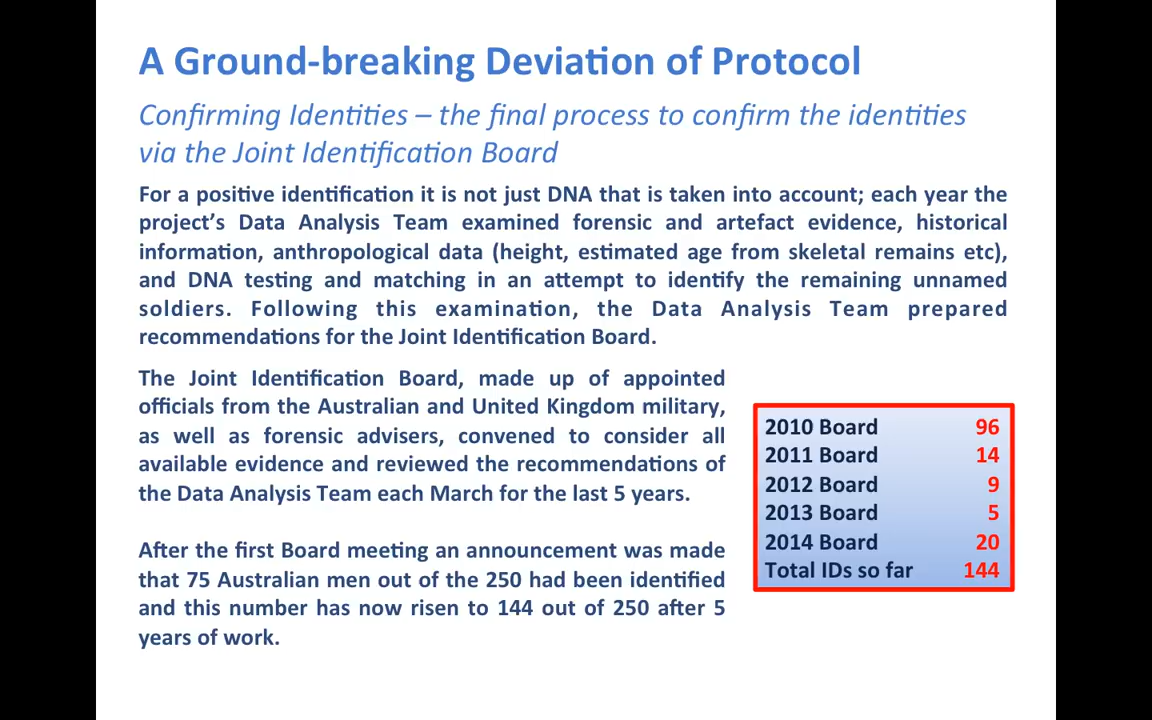 A Ground-breaking Deviation of Protocol
Confirming Identities – the final process to confirm the identities
via the Joint Identification Board
For a positive identification it is not just DNA that is taken into account; each year the
project's Data Analysis Team examined forensic and artefact evidence, historical
information, anthropological data (height, estimated age from skeletal remains etc),
and DNA testing and matching in an attempt to identify the remaining unnamed
soldiers. Following this examination, the Data Analysis Team prepared
recommendations for the Joint Identification Board.
The Joint Identification Board, made up of appointed
officials from the Australian and United Kingdom military,
as well as forensic advisers, convened to consider all
available evidence and reviewed the recommendations of
the Data Analysis Team each March for the last 5 years.
After the first Board meeting an announcement was made
that 75 Australian men out of the 250 had been identified
and this number has now risen to 144 out of 250 after 5
years of work.
2010 Board 96
2011 Board 14
2012 Board 9
2013 Board 5
2014 Board 20
Total IDs so far 144